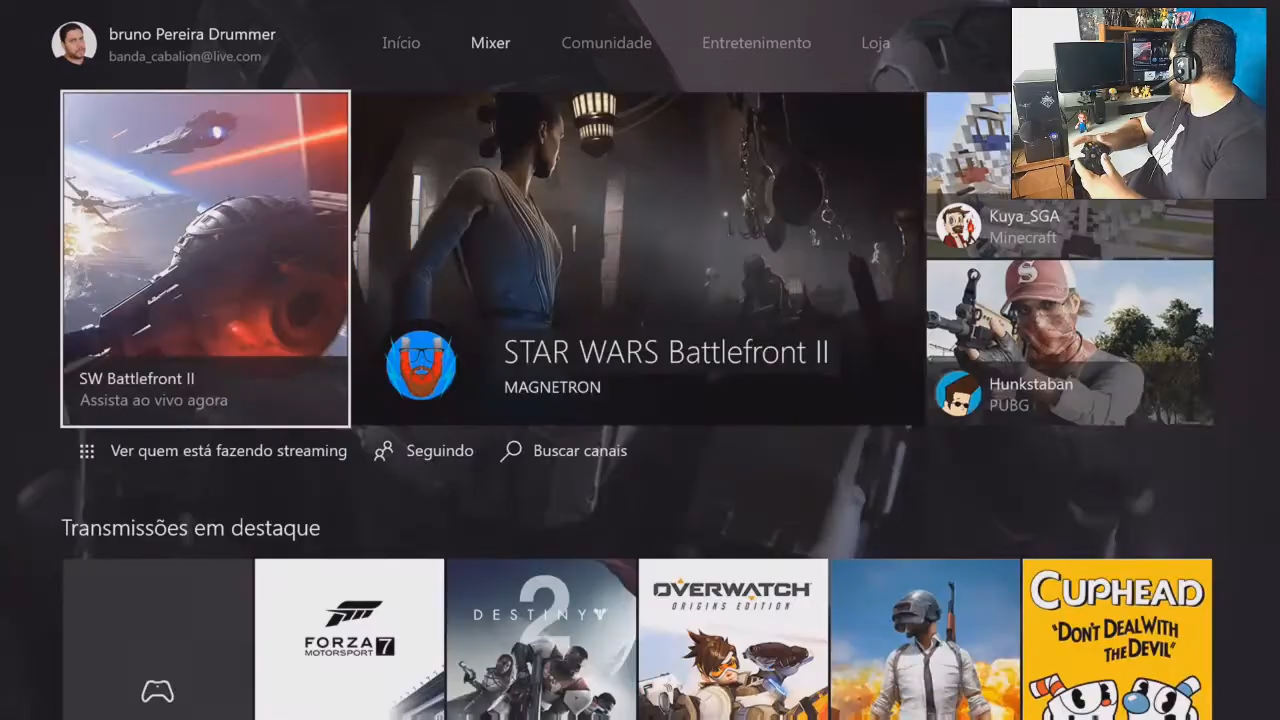 bruno Pereira Drummer
banda_cabalion@live.com
Início
Mixer
Comunidade
Entretenimento
Loja
SW Battlefront II
Assista ao vivo agora
STAR WARS Battlefront II
MAGNETRON
Kuya_SGA
Minecraft
Hunkstaban
PUBG
Ver quem está fazendo streaming
Seguindo
Buscar canais
Transmissões em destaque
FORZA
MOTORSPORT 7
DESTINY
2
OVERWATCH
ORIGINS EDITION
CUPHEAD
"DON'T DEAL WITH
THE DEVIL"